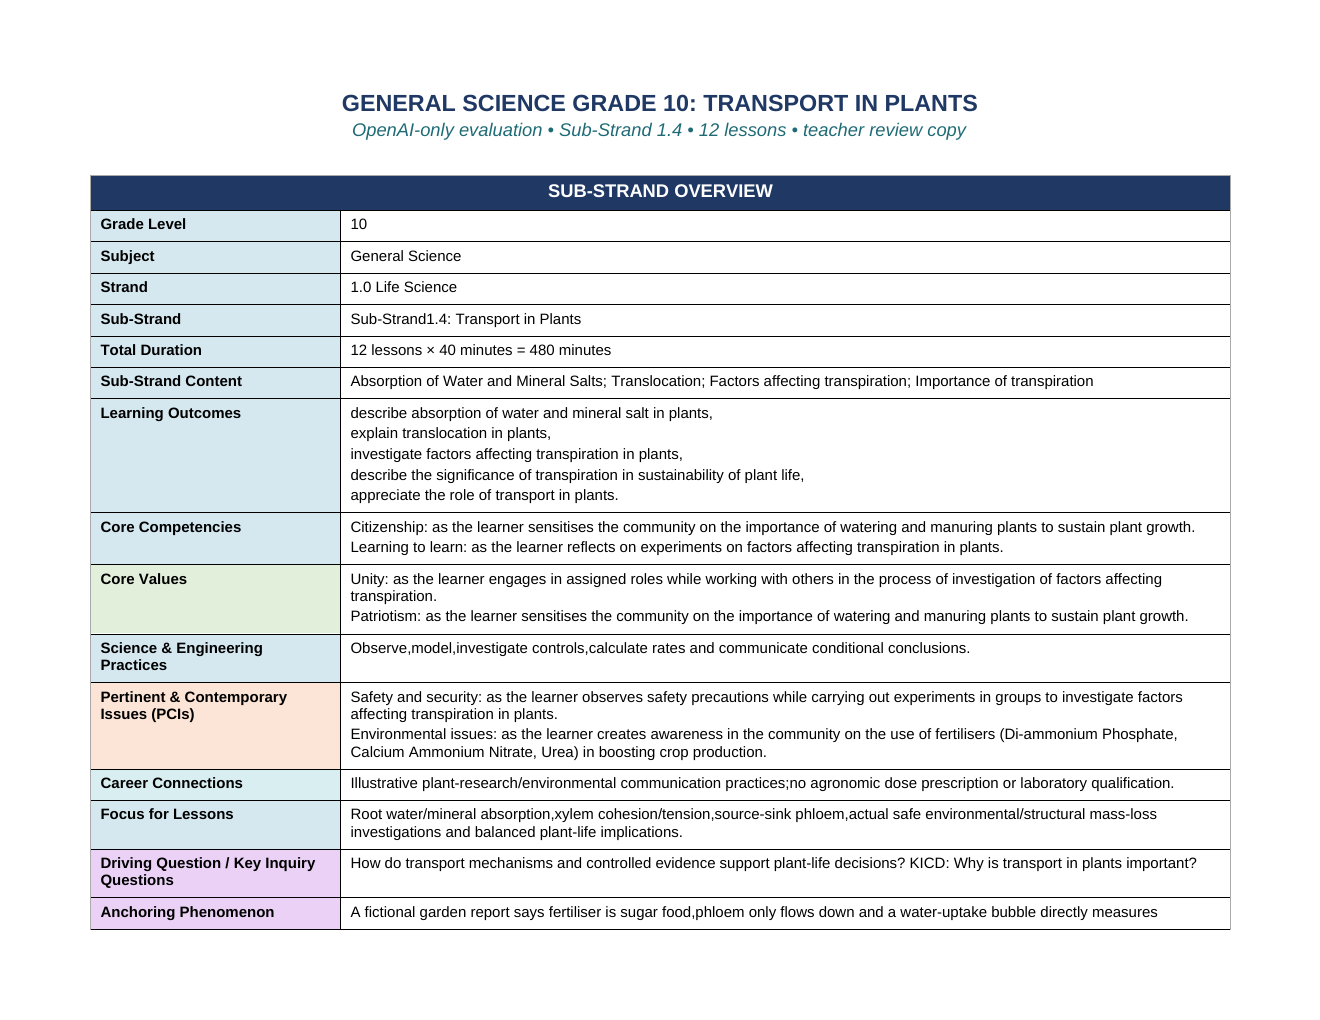 GENERAL SCIENCE GRADE 10: TRANSPORT IN PLANTS
OpenAI-only evaluation • Sub-Strand 1.4 • 12 lessons • teacher review copy
SUB-STRAND OVERVIEW
Grade Level
10
Subject
General Science
Strand
1.0 Life Science
Sub-Strand
Sub-Strand1.4: Transport in Plants
Total Duration
12 lessons × 40 minutes = 480 minutes
Sub-Strand Content
Absorption of Water and Mineral Salts; Translocation; Factors affecting transpiration; Importance of transpiration
Learning Outcomes
describe absorption of water and mineral salt in plants,
explain translocation in plants,
investigate factors affecting transpiration in plants,
describe the significance of transpiration in sustainability of plant life,
appreciate the role of transport in plants.
Core Competencies
Citizenship: as the learner sensitises the community on the importance of watering and manuring plants to sustain plant growth.
Learning to learn: as the learner reflects on experiments on factors affecting transpiration in plants.
Core Values
Unity: as the learner engages in assigned roles while working with others in the process of investigation of factors affecting
transpiration.
Patriotism: as the learner sensitises the community on the importance of watering and manuring plants to sustain plant growth.
Science & Engineering
Practices
Observe,model,investigate controls,calculate rates and communicate conditional conclusions.
Pertinent & Contemporary
Issues (PCIs)
Safety and security: as the learner observes safety precautions while carrying out experiments in groups to investigate factors
affecting transpiration in plants.
Environmental issues: as the learner creates awareness in the community on the use of fertilisers (Di-ammonium Phosphate,
Calcium Ammonium Nitrate, Urea) in boosting crop production.
Career Connections
Illustrative plant-research/environmental communication practices;no agronomic dose prescription or laboratory qualification.
Focus for Lessons
Root water/mineral absorption,xylem cohesion/tension,source-sink phloem,actual safe environmental/structural mass-loss
investigations and balanced plant-life implications.
Driving Question / Key Inquiry
Questions
How do transport mechanisms and controlled evidence support plant-life decisions? KICD: Why is transport in plants important?
Anchoring Phenomenon
A fictional garden report says fertiliser is sugar food,phloem only flows down and a water-uptake bubble directly measures